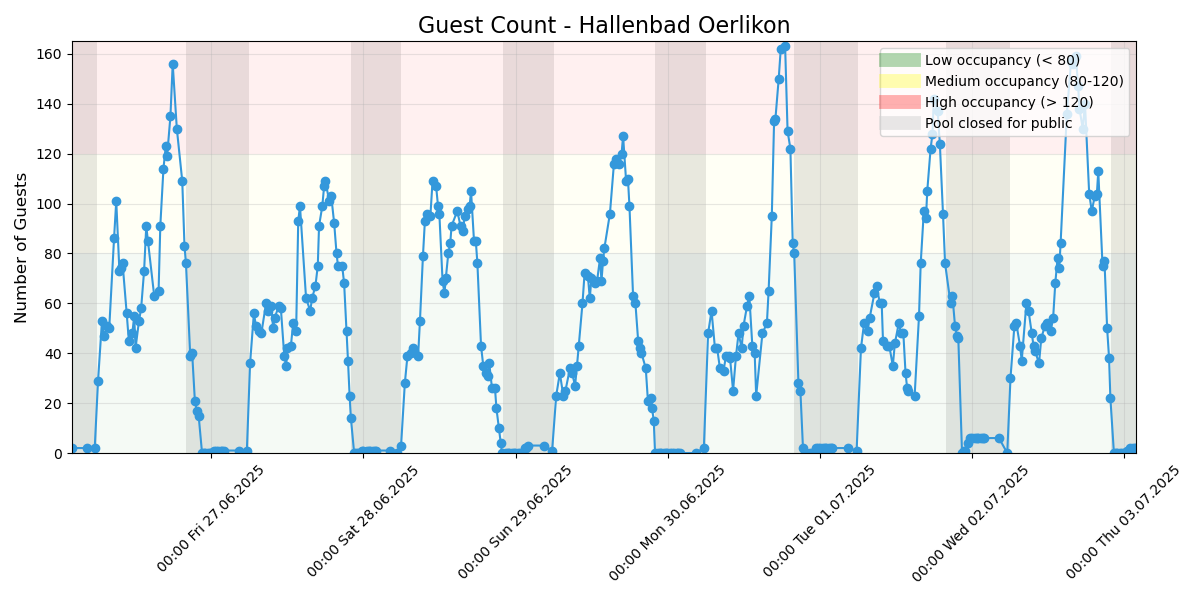 Guest Count - Hallenbad Oerlikon
Number of Guests
160
140
120
100
80
60
40
20
0
Low occupancy (< 80)
Medium occupancy (80-120)
High occupancy (> 120)
Pool closed for public
00:00 Fri 27.06.2025
00:00 Sat 28.06.2025
00:00 Sun 29.06.2025
00:00 Mon 30.06.2025
00:00 Tue 01.07.2025
00:00 Wed 02.07.2025
00:00 Thu 03.07.2025